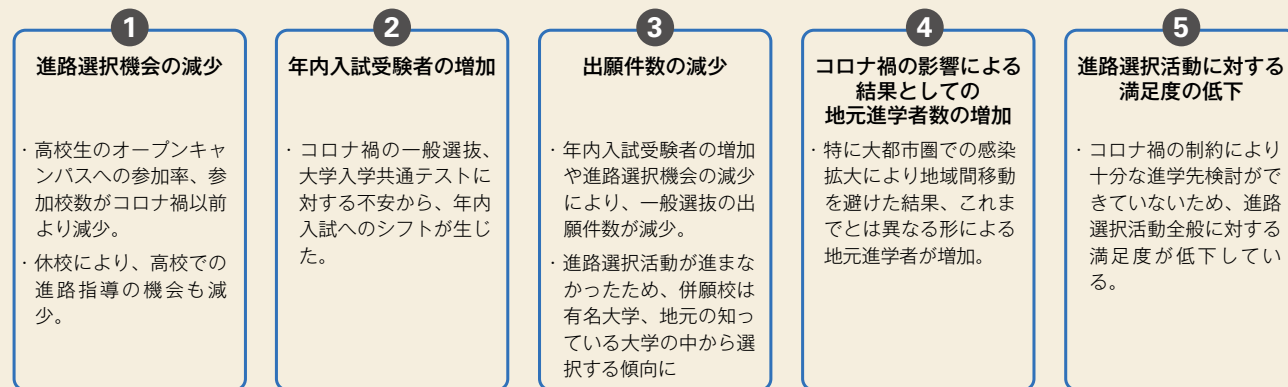 1
進路選択機会の減少
・高校生のオープンキャ
ンパスへの参加率、参
加校数がコロナ禍以前
より減少。
・休校により、高校での
進路指導の機会も減
少。
2
年内入試受験者の増加
・コロナ禍の一般選抜、
大学入学共通テストに
対する不安から、年内
入試へのシフトが生じ
た。
3
出願件数の減少
・年内入試受験者の増加
や進路選択機会の減少
により、一般選抜の出
願件数が減少。
・進路選択活動が進まな
かったため、併願校は
有名大学、地元の知っ
ている大学の中から選
択する傾向に
4
コロナ禍の影響による
結果としての
地元進学者数の増加
・特に大都市圏での感染
拡大により地域間移動
を避けた結果、これま
でとは異なる形による
地元進学者が増加。
5
進路選択活動に対する
満足度の低下
・コロナ禍の制約により
十分な進学先検討がで
きていないため、進路
選択活動全般に対する
満足度が低下してい
る。